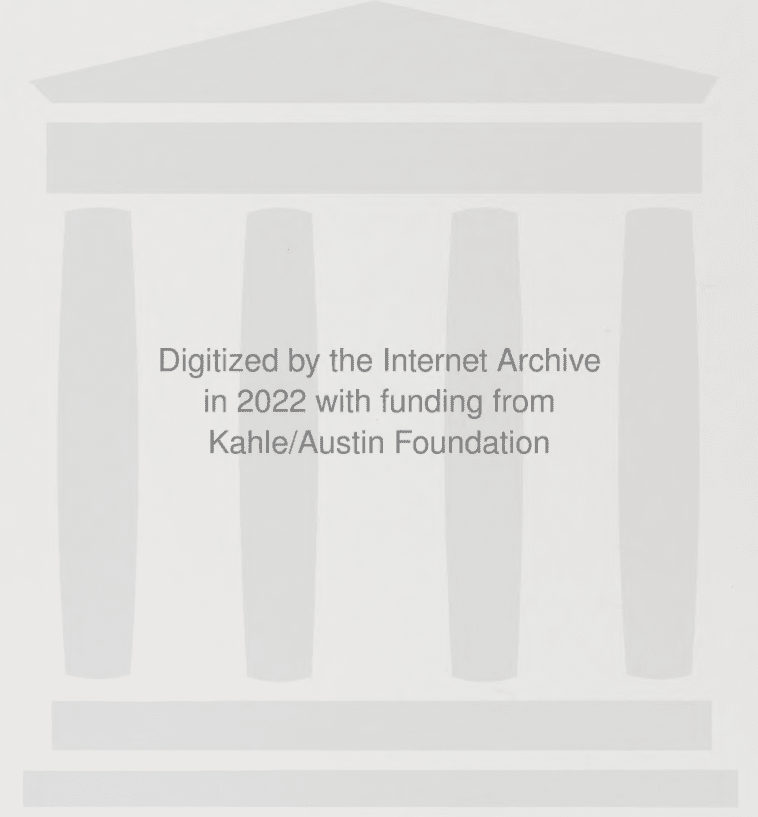 Digitized by the Internet Archive
in 2022 with funding from
Kahle/Austin Foundation